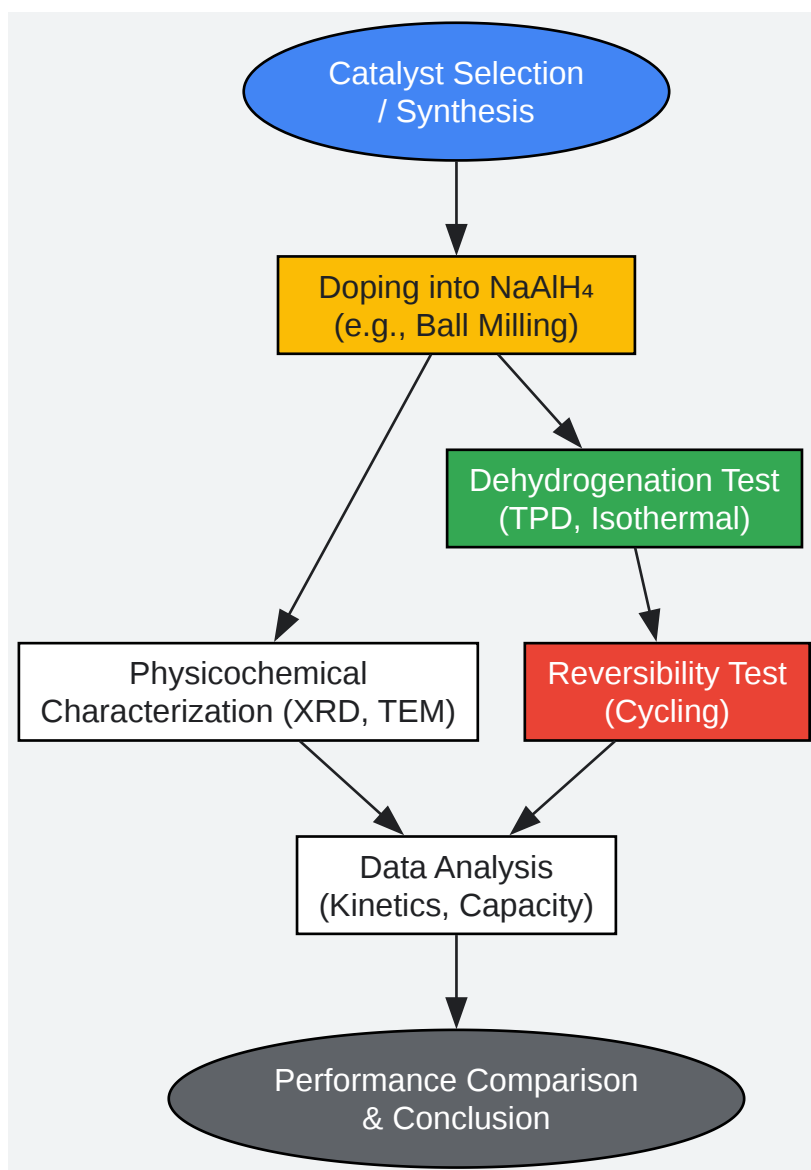 Catalyst Selection
/ Synthesis
Doping into NaAlH₄
(e.g., Ball Milling)
Dehydrogenation Test
(TPD, Isothermal)
Physicochemical
Characterization (XRD, TEM)
Reversibility Test
(Cycling)
Data Analysis
(Kinetics, Capacity)
Performance Comparison
& Conclusion